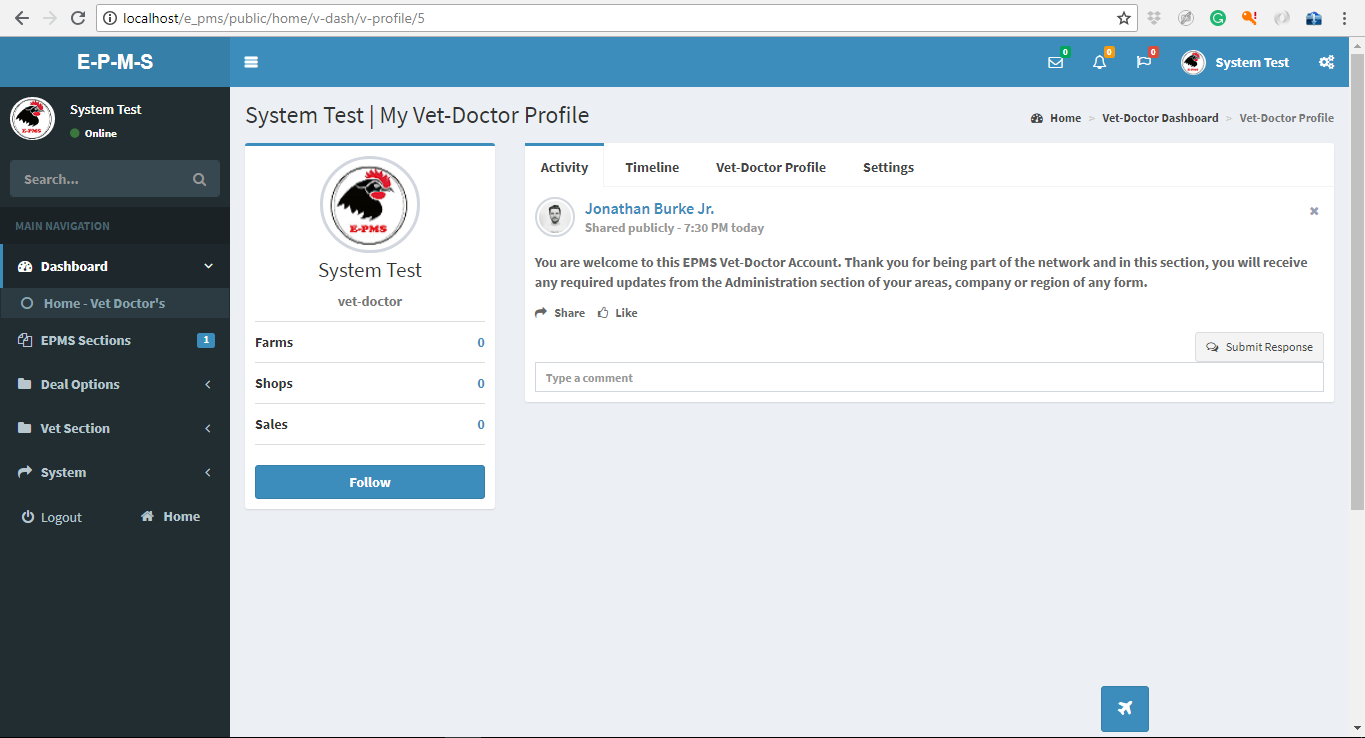 localhost/e_pms/public/home/v-dash/v-profile/5
E-P-M-S
0
0
0
System Test
System Test
Online
Search...
MAIN NAVIGATION
Dashboard
Home - Vet Doctor's
EPMS Sections 1
Deal Options
Vet Section
System
Logout Home
System Test | My Vet-Doctor Profile
Home > Vet-Doctor Dashboard > Vet-Doctor Profile
E-PMS
System Test
vet-doctor
Farms 0
Shops 0
Sales 0
Follow
Activity Timeline Vet-Doctor Profile Settings
Jonathan Burke Jr.
Shared publicly - 7:30 PM today
You are welcome to this EPMS Vet-Doctor Account. Thank you for being part of the network and in this section, you will receive
any required updates from the Administration section of your areas, company or region of any form.
Share Like
Submit Response
Type a comment